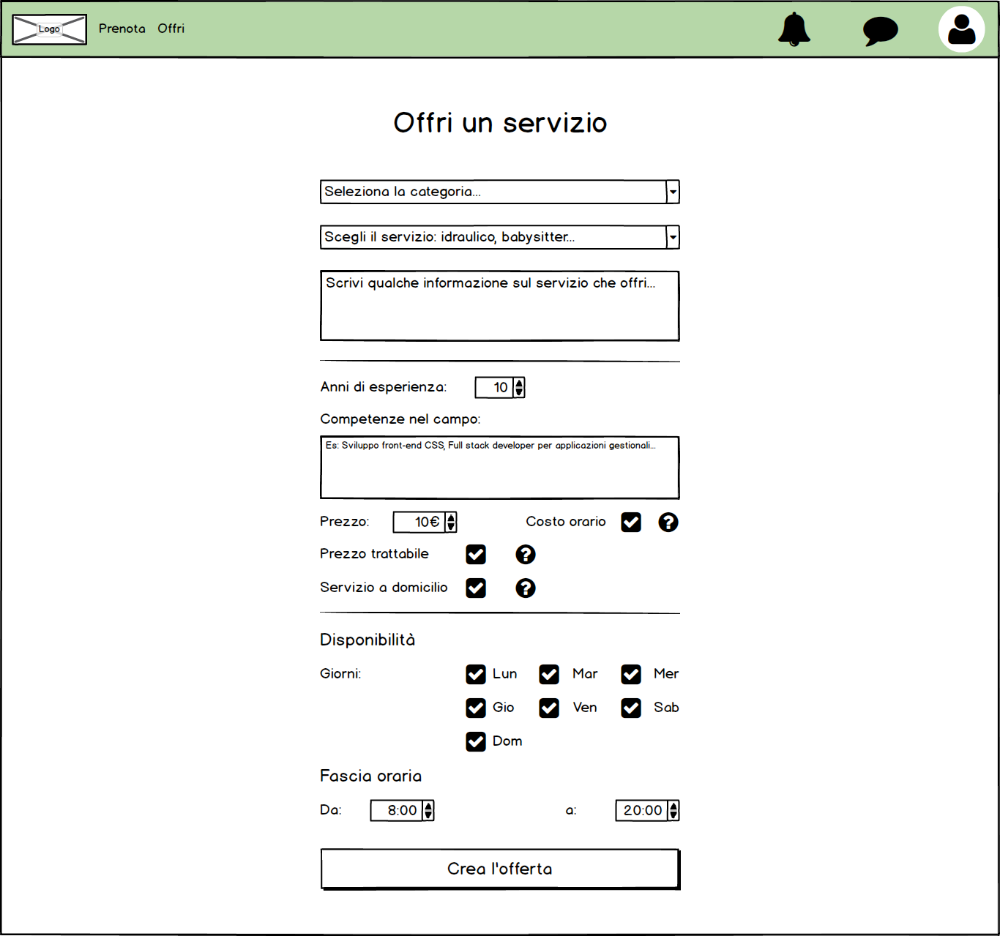 Logo Prenota Offri
Offri un servizio
Seleziona la categoria...
Scegli il servizio: idraulico, babysitter...
Scrivi qualche informazione sul servizio che offri...
Anni di esperienza: 10
Competenze nel campo:
Es: Sviluppo front-end CSS, Full stack developer per applicazioni gestionali...
Prezzo: 10€ Costo orario ?
Prezzo trattabile ?
Servizio a domicilio ?
Disponibilità
Giorni: Lun Mar Mer
Gio Ven Sab
Dom
Fascia oraria
Da: 8:00 a: 20:00
Crea l'offerta